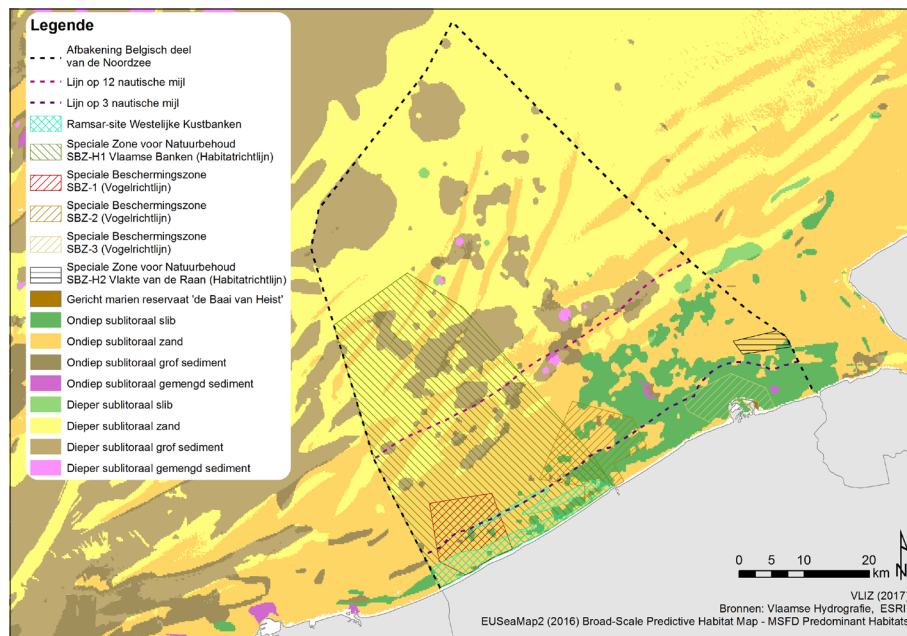 Legende
Afbakening Belgisch deel
van de Noordzee
Lijn op 12 nautische mijl
Lijn op 3 nautische mijl
Ramsar-site Westelijke Kustbanken
Speciale Zone voor Natuurbehoud
SBZ-H1 Vlaamse Banken (Habitatrichtlijn)
Speciale Beschermingszone
SBZ-1 (Vogelrichtlijn)
Speciale Beschermingszone
SBZ-2 (Vogelrichtlijn)
Speciale Beschermingszone
SBZ-3 (Vogelrichtlijn)
Speciale Zone voor Natuurbehoud
SBZ-H2 Vlakte van de Raan (Habitatrichtlijn)
Gericht marien reservaat 'de Baai van Heist'
Ondiep sublitoraal slib
Ondiep sublitoraal zand
Ondiep sublitoraal grof sediment
Ondiep sublitoraal gemengd sediment
Dieper sublitoraal slib
Dieper sublitoraal zand
Dieper sublitoraal grof sediment
Dieper sublitoraal gemengd sediment
0 5 10 20
km
N
VLIZ (2017)
Bronnen: Vlaamse Hydrografie, ESRI
EUSeaMap2 (2016) Broad-Scale Predictive Habitat Map - MSFD Predominant Habitats